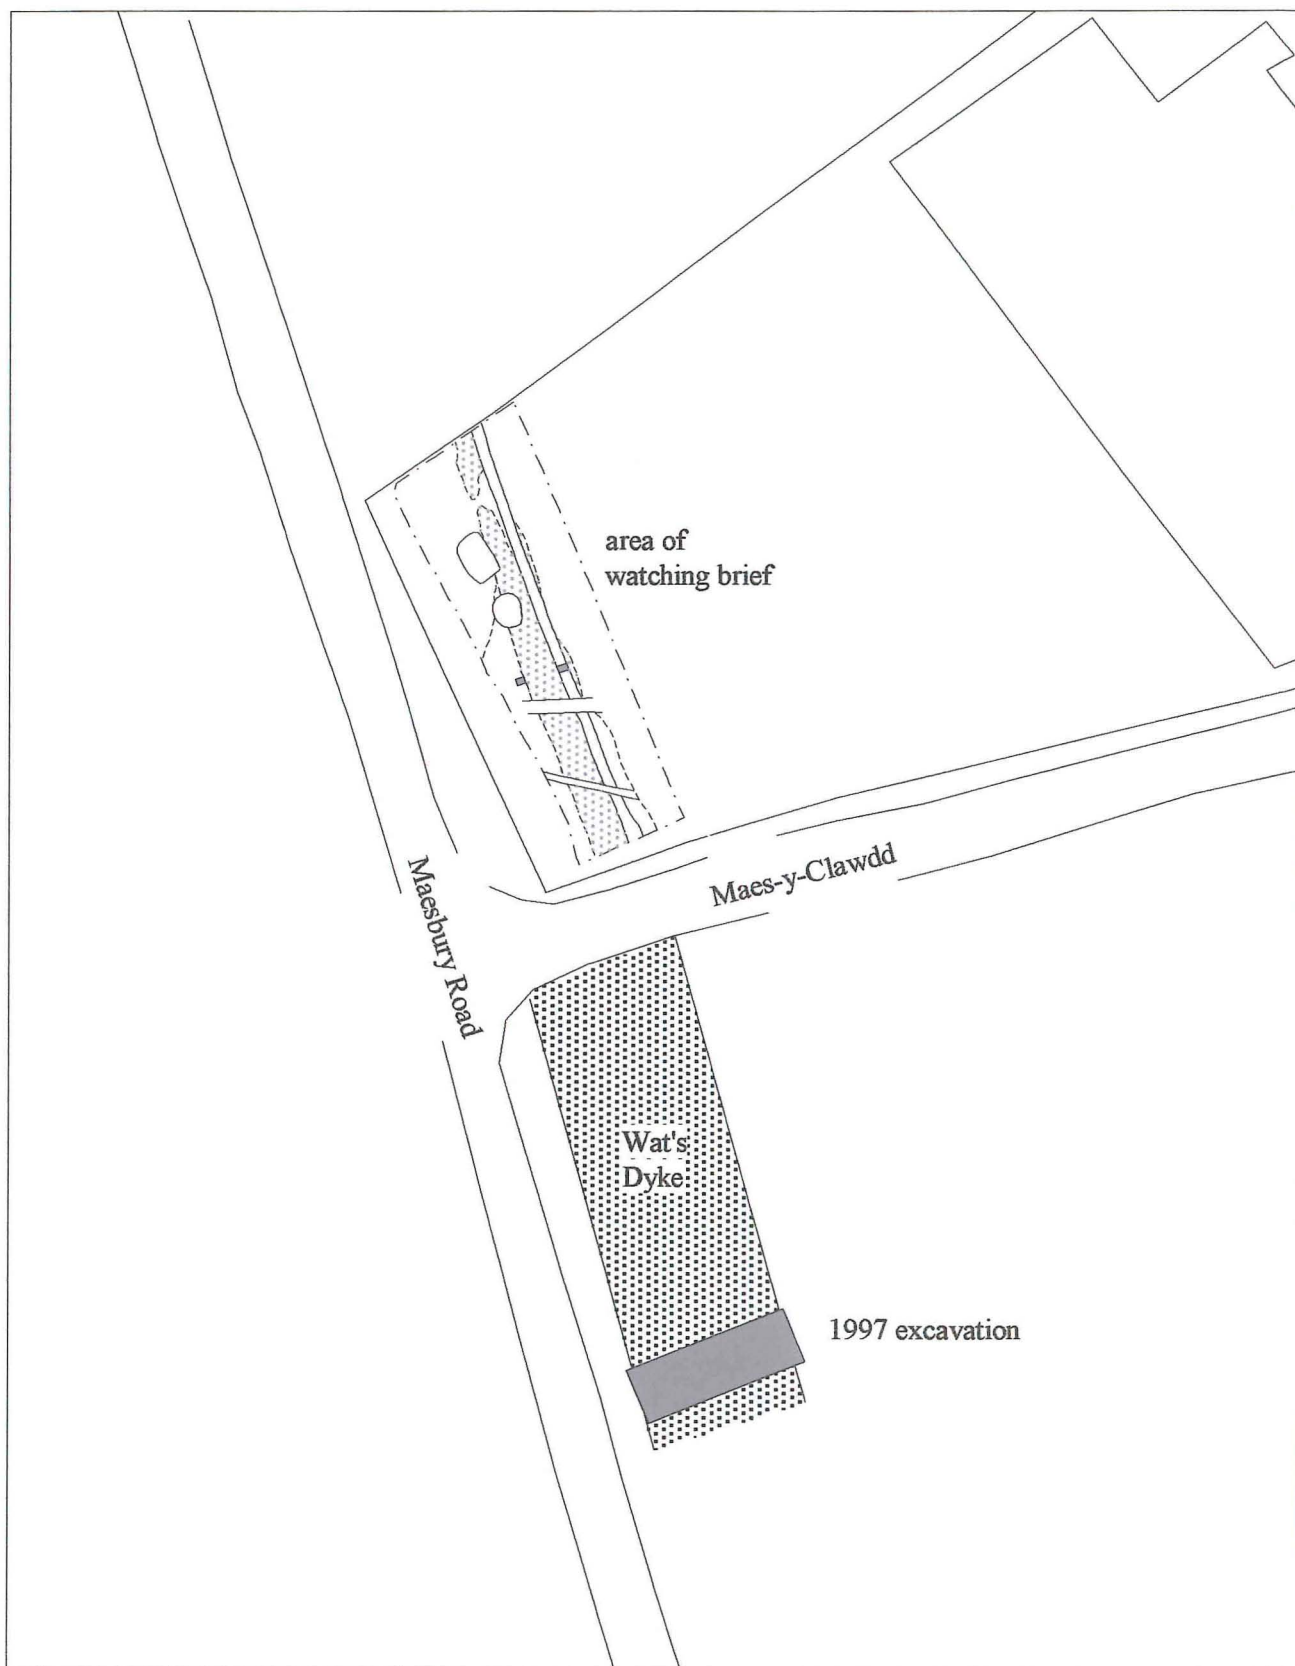 area of
watching brief
Maes-y-Clawdd
Maesbury Road
Wat's
Dyke
1997 excavation